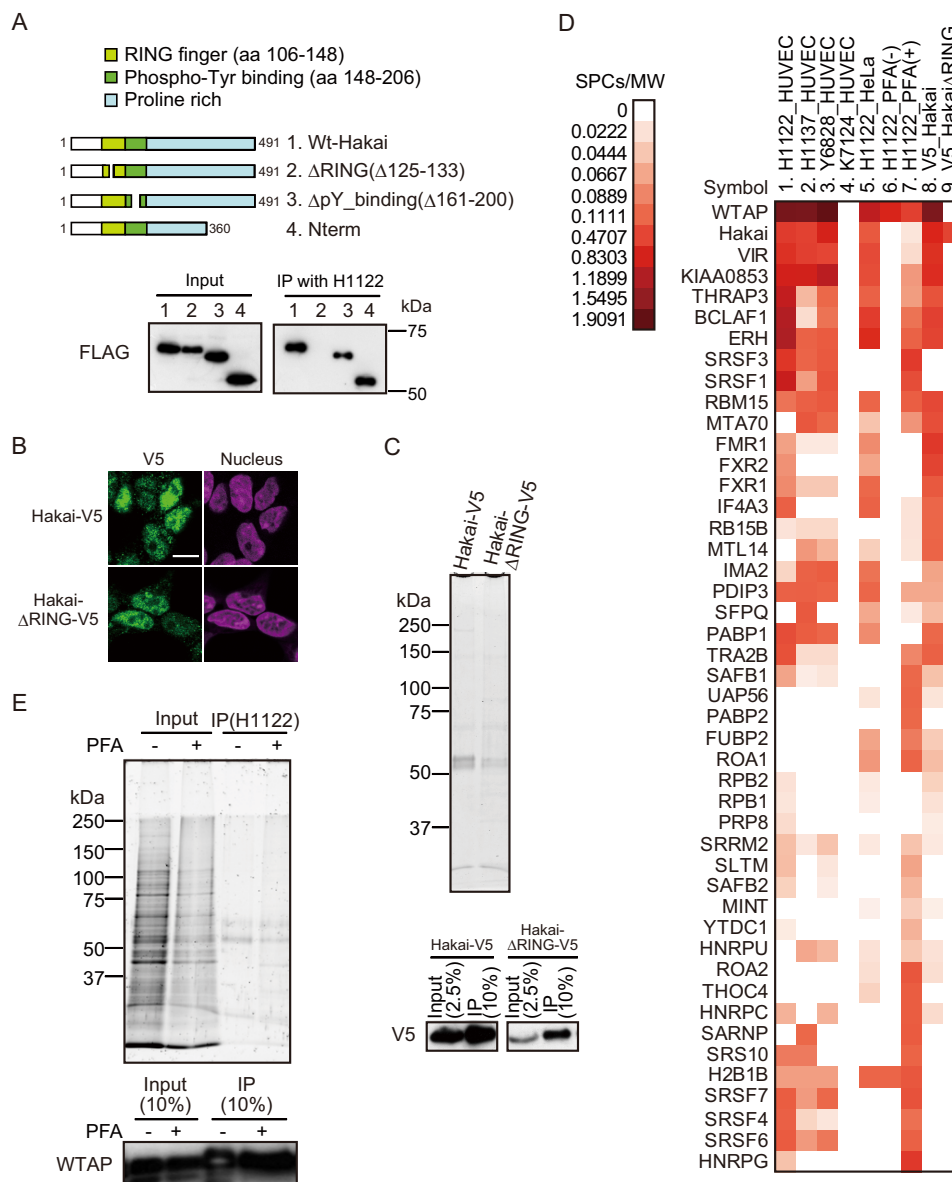 A
RING finger (aa 106-148)
Phospho-Tyr binding (aa 148-206)
Proline rich
1 491 1. Wt-Hakai
1 491 2. ΔRING(Δ125-133)
1 491 3. ΔpY_binding(Δ161-200)
1 360 4. Nterm
Input IP with H1122
1 2 3 4 1 2 3 4 kDa
75
FLAG
50
B
V5 Nucleus
Hakai-V5
Hakai-
ΔRING-V5
C
Hakai-V5
Hakai-
ΔRING-V5
kDa
250
150
100
75
50
37
Hakai-V5
Hakai-
ΔRING-V5
Input
(2.5%)
IP
(10%)
Input
(2.5%)
IP
(10%)
V5
D
SPCs/MW
0
0.0222
0.0444
0.0667
0.0889
0.1111
0.4707
0.8303
1.1899
1.5495
1.9091
Symbol
1. H1122_HUVEC
2. H1137_HUVEC
3. Y6828_HUVEC
4. K7124_HUVEC
5. H1122_HeLa
6. H1122_PFA(-)
7. H1122_PFA(+)
8. V5_Hakai
9. V5_HakaiΔRING
WTAP
Hakai
VIR
KIAA0853
THRAP3
BCLAF1
ERH
SRSF3
SRSF1
RBM15
MTA70
FMR1
FXR2
FXR1
IF4A3
RB15B
MTL14
IMA2
PDIP3
SFPQ
PABP1
TRA2B
SAFB1
UAP56
PABP2
FUBP2
ROA1
RPB2
RPB1
PRP8
SRRM2
SLTM
SAFB2
MINT
YTDC1
HNRPU
ROA2
THOC4
HNRPC
SARNP
SRS10
H2B1B
SRSF7
SRSF4
SRSF6
HNRPG
E
Input IP(H1122)
PFA - + - +
kDa
250
150
100
75
50
37
Input
(10%)
IP
(10%)
PFA - + - +
WTAP